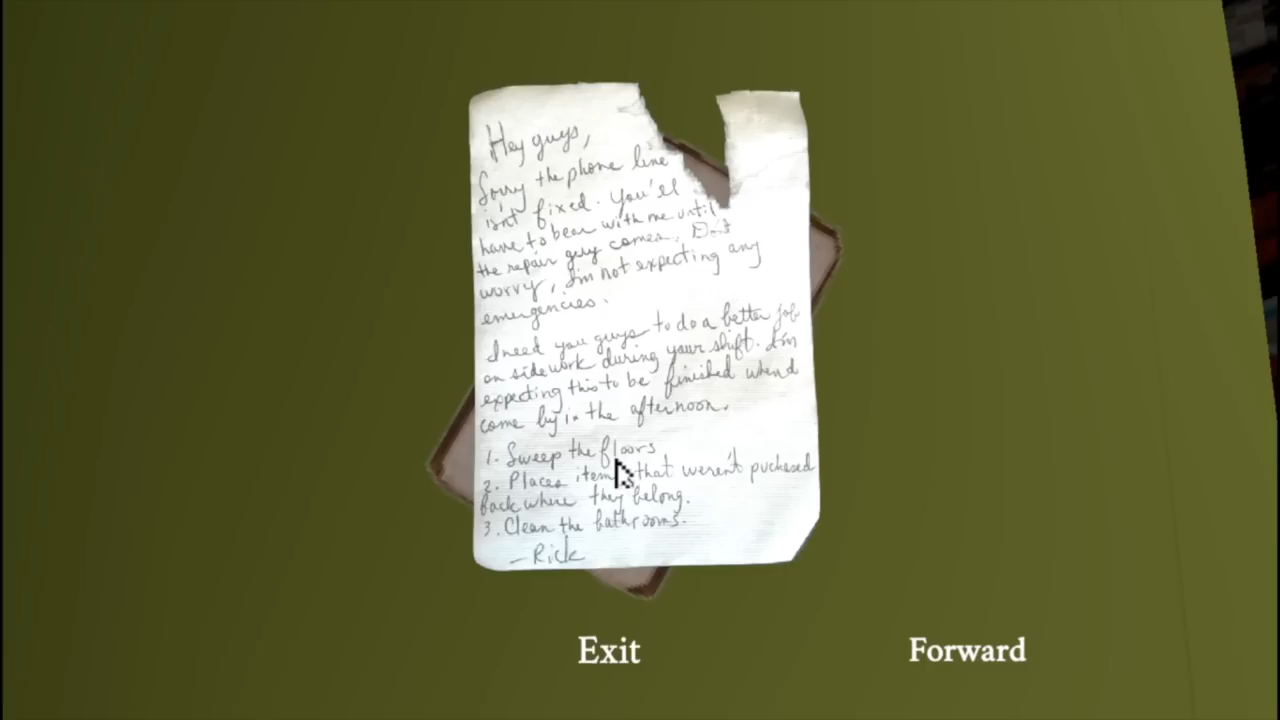 Hey guys,
Sorry the phone line
isn't fixed. You'll
have to bear with me until
the repair guy comes. Don't
worry, I'm not expecting any
emergencies.
I need you guys to do a better job
on sidework during your shift. I'm
expecting this to be finished when I
come by in the afternoon.
1. Sweep the floors
2. Places items that weren't puchased
back where they belong.
3. Clean the bathrooms.
- Rick
Exit
Forward